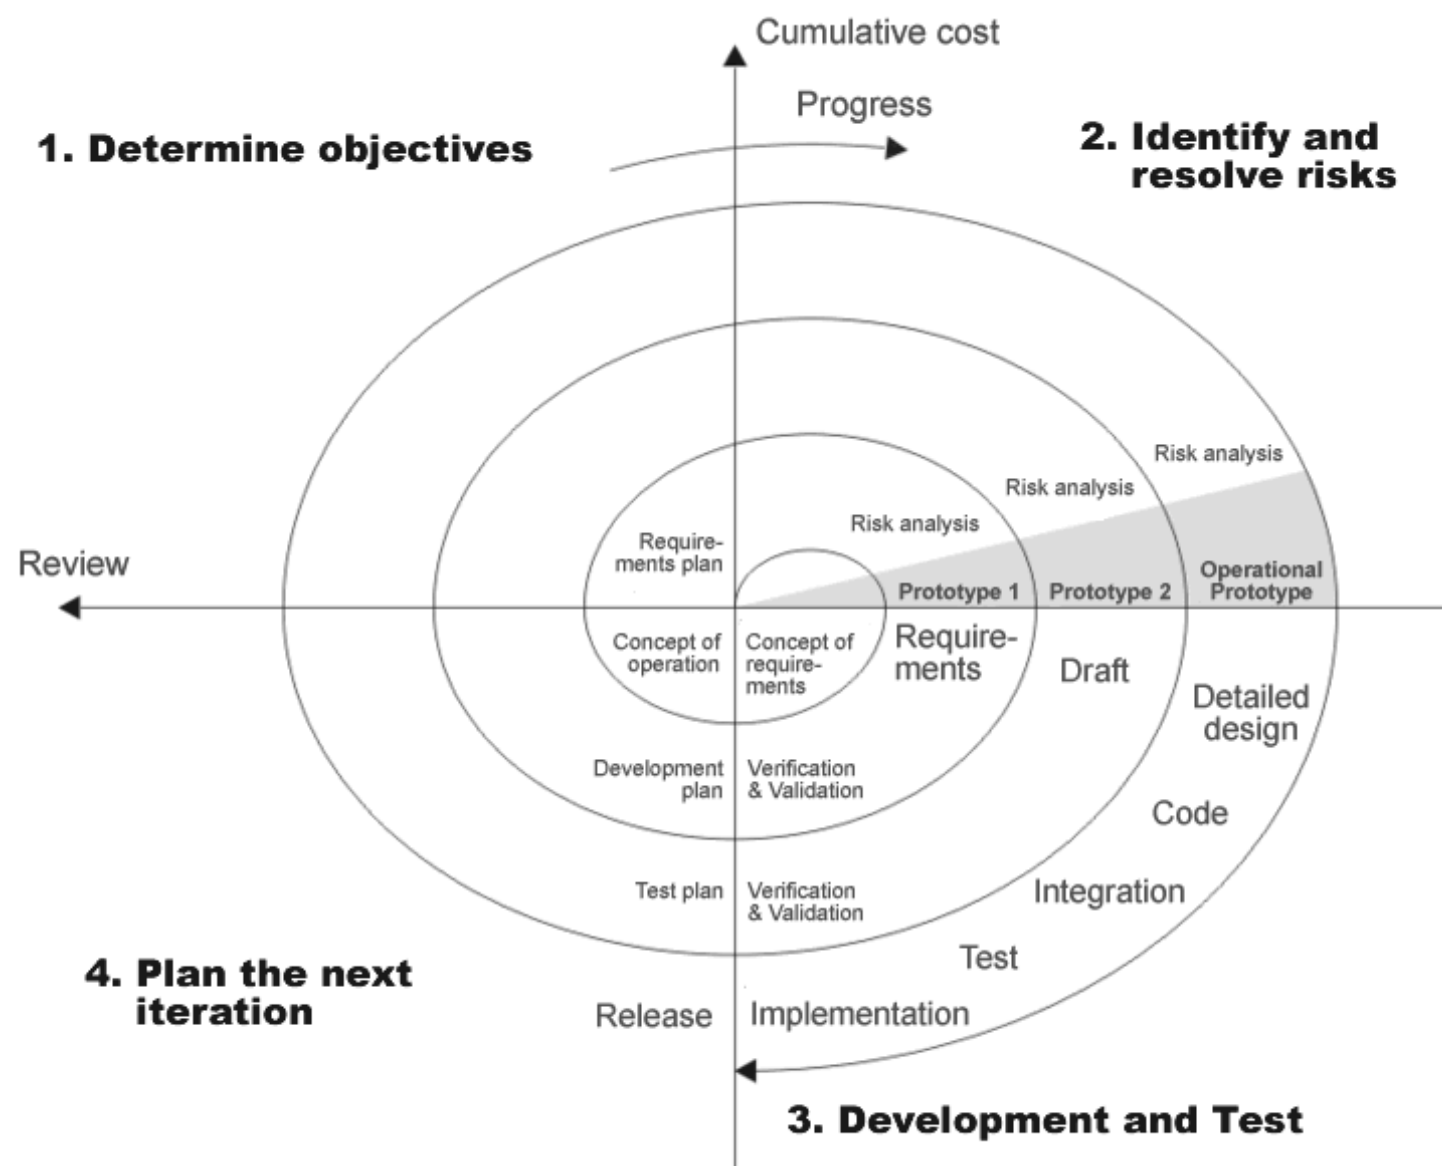 Cumulative cost
Progress
1. Determine objectives
2. Identify and
resolve risks
Risk analysis
Risk analysis
Risk analysis
Require-
ments plan
Review
Operational
Prototype
Prototype 1
Prototype 2
Concept of
operation
Concept of
require-
ments
Require-
ments
Draft
Detailed
design
Development
plan
Verification
& Validation
Code
Test plan
Verification
& Validation
Integration
Test
4. Plan the next
iteration
Release
Implementation
3. Development and Test